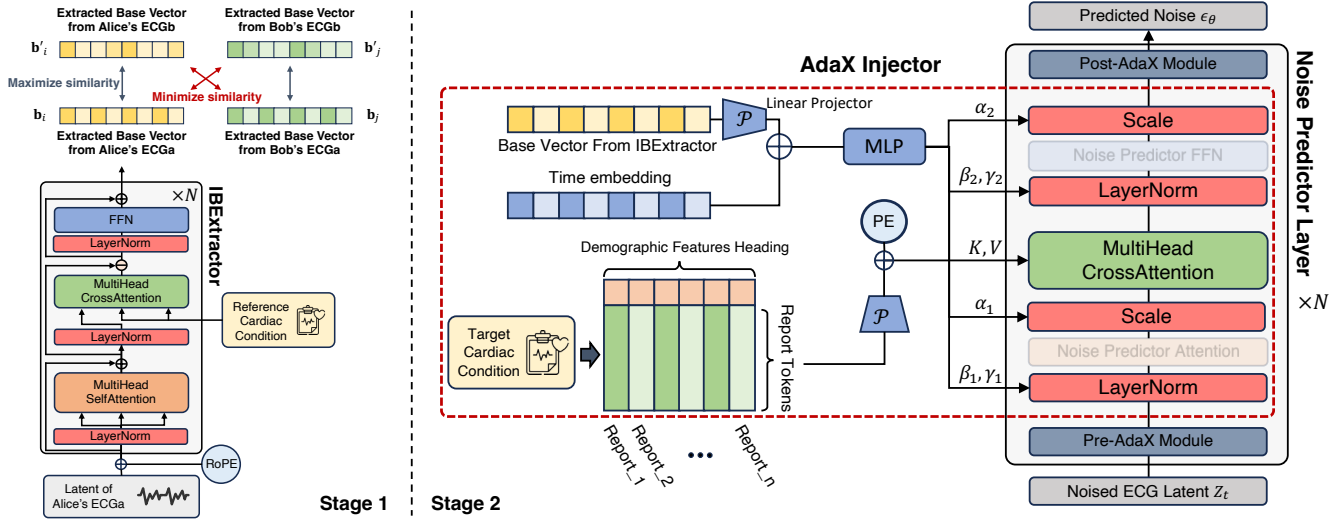 Extracted Base Vector
from Alice's ECGb
Extracted Base Vector
from Bob's ECGb
b'ᵢ
b'ⱼ
Maximize similarity
Minimize similarity
bᵢ
bⱼ
Extracted Base Vector
from Alice's ECGa
Extracted Base Vector
from Bob's ECGa
×N
FFN
LayerNorm
MultiHead
CrossAttention
LayerNorm
MultiHead
SelfAttention
LayerNorm
IBExtractor
Reference
Cardiac
Condition
RoPE
Latent of
Alice's ECGa
Stage 1
Stage 2
AdaX Injector
Linear Projector
𝒫
Base Vector From IBExtractor
MLP
Time embedding
PE
Demographic Features Heading
𝒫
Target
Cardiac
Condition
Report Tokens
Report_1
Report_2
Report_n
α₂
β₂, γ₂
K, V
α₁
β₁, γ₁
Predicted Noise ϵ_θ
Post-AdaX Module
Scale
Noise Predictor FFN
LayerNorm
MultiHead
CrossAttention
Scale
Noise Predictor Attention
LayerNorm
Pre-AdaX Module
Noised ECG Latent Z_t
Noise Predictor Layer
×N